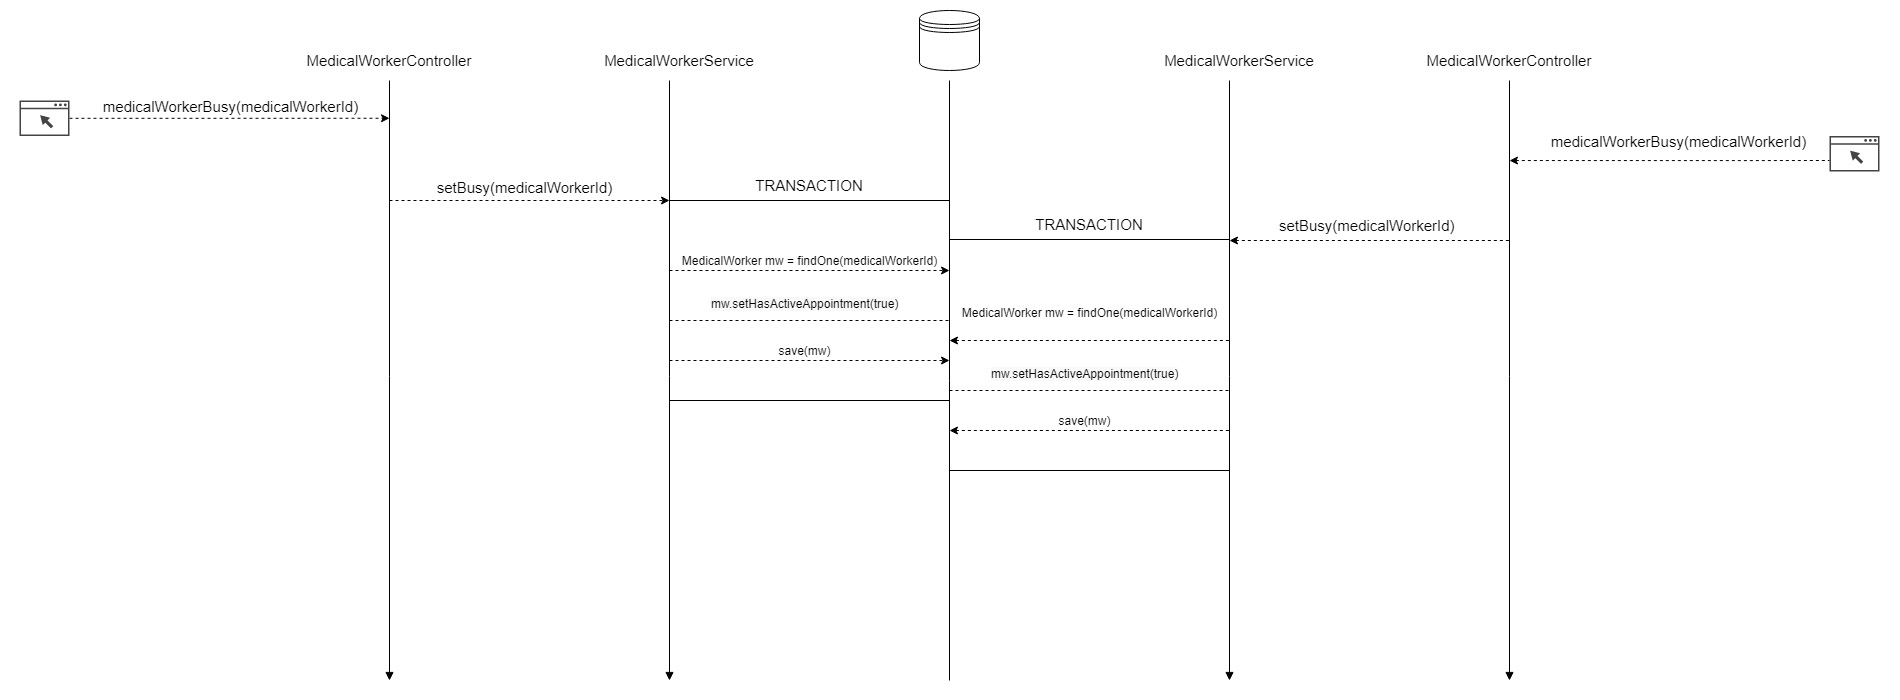 MedicalWorkerController
MedicalWorkerService
MedicalWorkerService
MedicalWorkerController
medicalWorkerBusy(medicalWorkerId)
medicalWorkerBusy(medicalWorkerId)
setBusy(medicalWorkerId)
TRANSACTION
TRANSACTION
setBusy(medicalWorkerId)
MedicalWorker mw = findOne(medicalWorkerId)
mw.setHasActiveAppointment(true)
MedicalWorker mw = findOne(medicalWorkerId)
save(mw)
mw.setHasActiveAppointment(true)
save(mw)